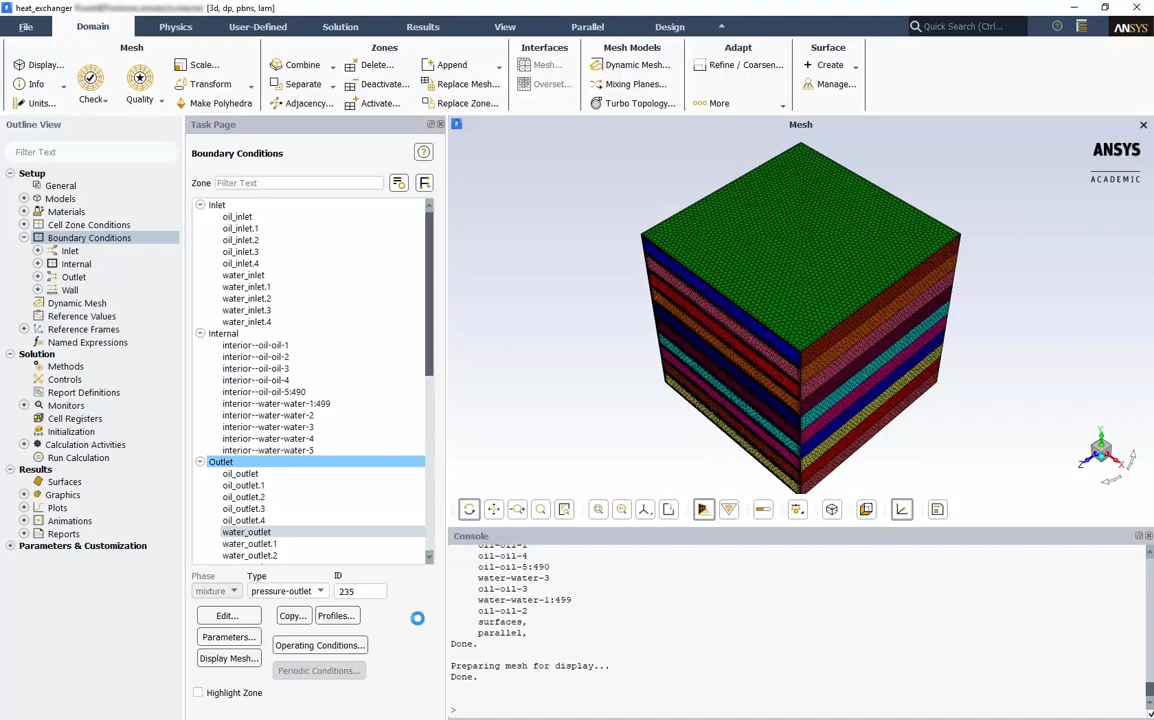 heat_exchanger [3d, dp, pbns, lam]
File Domain Physics User-Defined Solution Results View Parallel Design Quick Search (Ctrl... ANSYS
Mesh Zones Interfaces Mesh Models Adapt Surface
Display... Scale... Combine Delete... Append Mesh... Dynamic Mesh... Refine / Coarsen... Create
Info Transform Separate Deactivate... Replace Mesh... Overset... Mixing Planes... Manage...
Units... Check Quality Make Polyhedra Adjacency... Activate... Replace Zone... Turbo Topology... More
Outline View
Filter Text
Setup
General
Models
Materials
Cell Zone Conditions
Boundary Conditions
Inlet
Internal
Outlet
Wall
Dynamic Mesh
Reference Values
Reference Frames
Named Expressions
Solution
Methods
Controls
Report Definitions
Monitors
Cell Registers
Initialization
Calculation Activities
Run Calculation
Results
Surfaces
Graphics
Plots
Animations
Reports
Parameters & Customization
Task Page
Boundary Conditions
Zone Filter Text
Inlet
oil_inlet
oil_inlet.1
oil_inlet.2
oil_inlet.3
oil_inlet.4
water_inlet
water_inlet.1
water_inlet.2
water_inlet.3
water_inlet.4
Internal
interior--oil-oil-1
interior--oil-oil-2
interior--oil-oil-3
interior--oil-oil-4
interior--oil-oil-5:490
interior--water-water-1:499
interior--water-water-2
interior--water-water-3
interior--water-water-4
interior--water-water-5
Outlet
oil_outlet
oil_outlet.1
oil_outlet.2
oil_outlet.3
oil_outlet.4
water_outlet
water_outlet.1
water_outlet.2
Phase Type ID
mixture pressure-outlet 235
Edit... Copy... Profiles...
Parameters... Operating Conditions...
Display Mesh... Periodic Conditions...
Highlight Zone
Mesh
ANSYS
ACADEMIC
Y
Z X
Console
oil-oil-1
oil-oil-4
oil-oil-5:490
water-water-3
oil-oil-3
water-water-1:499
oil-oil-2
surfaces,
parallel,
Done.
Preparing mesh for display...
Done.
>